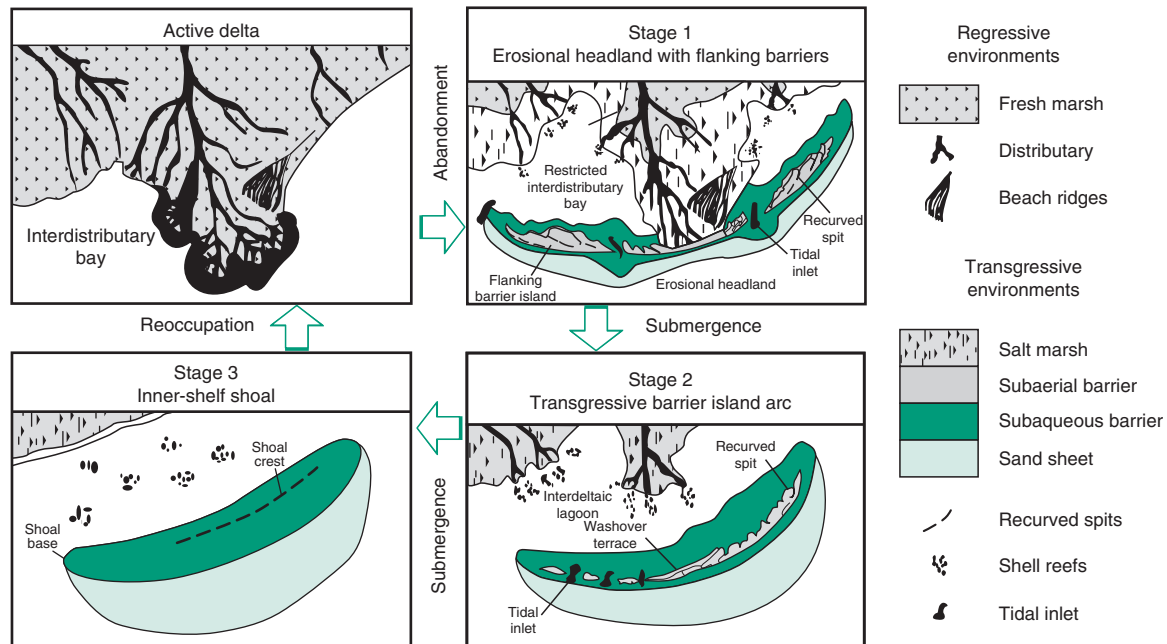 Active delta
Interdistributary
bay
Abandonment
Stage 1
Erosional headland with flanking barriers
Restricted
interdistributary
bay
Recurved
spit
Tidal
inlet
Flanking
barrier island
Erosional headland
Reoccupation
Submergence
Stage 3
Inner-shelf shoal
Shoal
crest
Shoal
base
Submergence
Stage 2
Transgressive barrier island arc
Recurved
spit
Interdeltaic
lagoon
Washover
terrace
Tidal
inlet
Regressive
environments
Fresh marsh
Distributary
Beach ridges
Transgressive
environments
Salt marsh
Subaerial barrier
Subaqueous barrier
Sand sheet
Recurved spits
Shell reefs
Tidal inlet